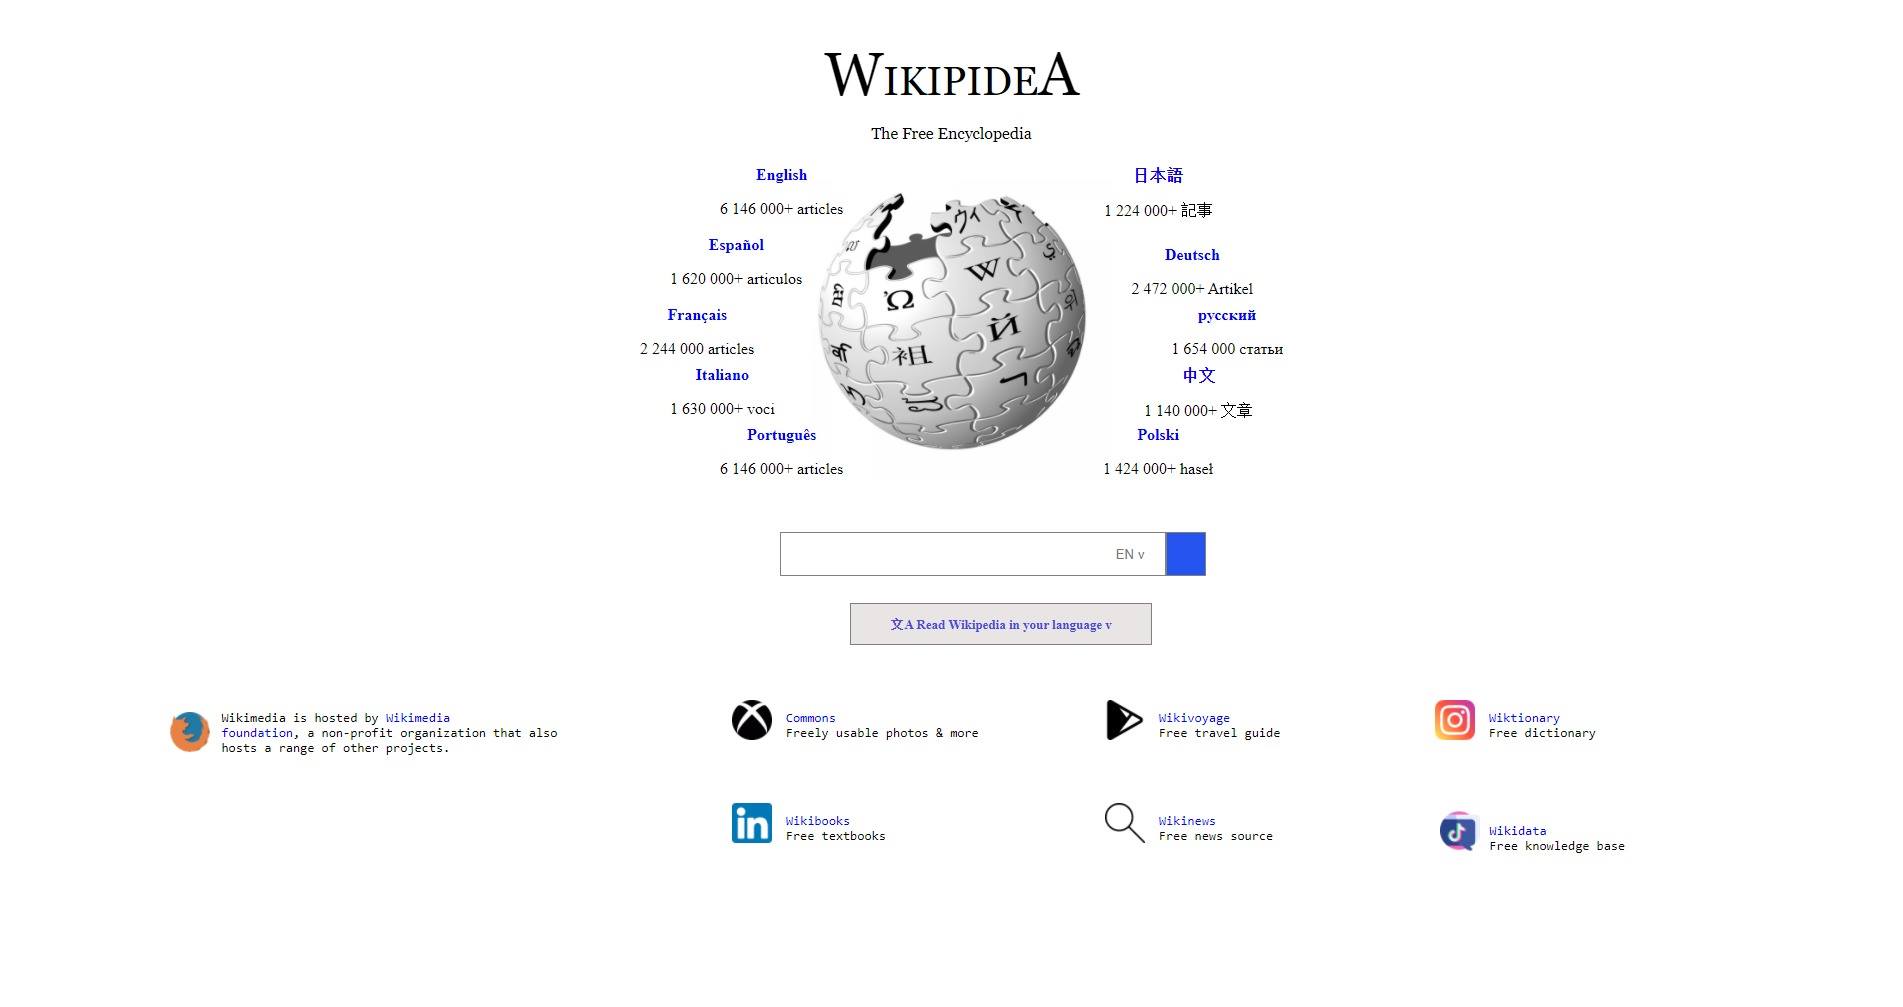 WIKIPIDEA
The Free Encyclopedia
English
6 146 000+ articles
日本語
1 224 000+ 記事
Español
1 620 000+ articulos
Deutsch
2 472 000+ Artikel
Français
2 244 000 articles
русский
1 654 000 статьи
Italiano
1 630 000+ voci
中文
1 140 000+ 文章
Português
6 146 000+ articles
Polski
1 424 000+ haseł
Ω
W
И
祖
EN v
文A Read Wikipedia in your language v
Wikimedia is hosted by Wikimedia
foundation, a non-profit organization that also
hosts a range of other projects.
Commons
Freely usable photos & more
Wikivoyage
Free travel guide
Wiktionary
Free dictionary
in
Wikibooks
Free textbooks
Wikinews
Free news source
Wikidata
Free knowledge base